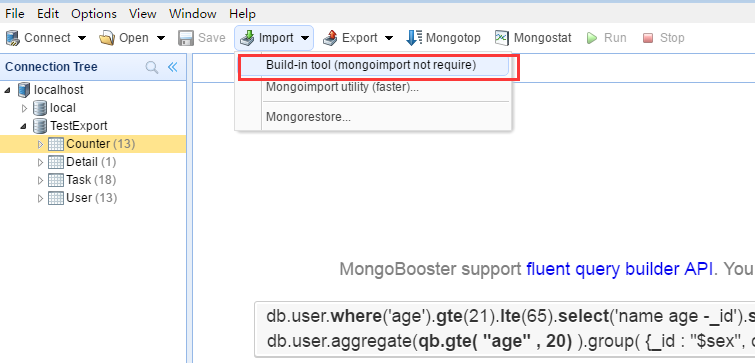 File Edit Options View Help
Connect Open Save Import Export Mongotop Mongostat Run Stop
Connection Tree
Build-in tool (mongoimport not require)
Mongoimport utility (faster)...
Mongorestore...
localhost
local
TestExport
Counter (13)
Detail (1)
Task (18)
User (13)
MongoBooster support fluent query builder API. You
db.user.where('age').gte(21).lte(65).select('name age -_id').s
db.user.aggregate(qb.gte( "age" , 20) ).group( {_id : "$sex",